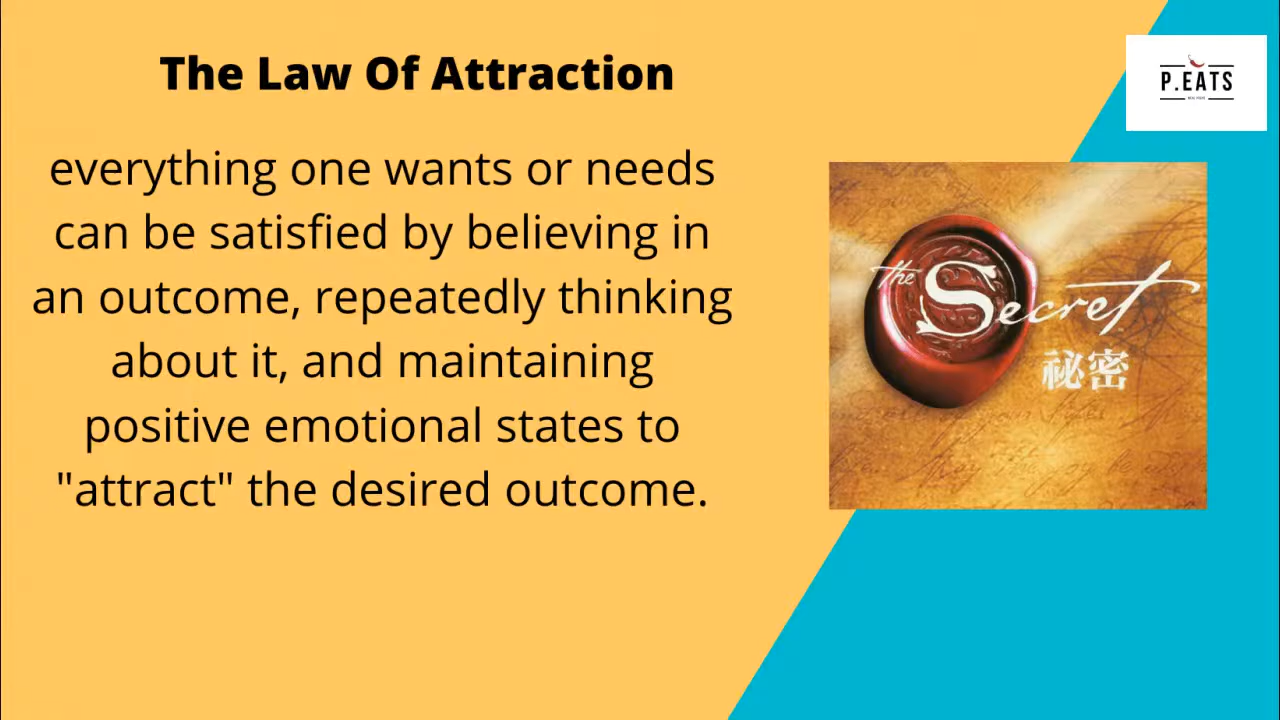 The Law Of Attraction
everything one wants or needs
can be satisfied by believing in
an outcome, repeatedly thinking
about it, and maintaining
positive emotional states to
"attract" the desired outcome.
P.EATS
the Secret
秘密